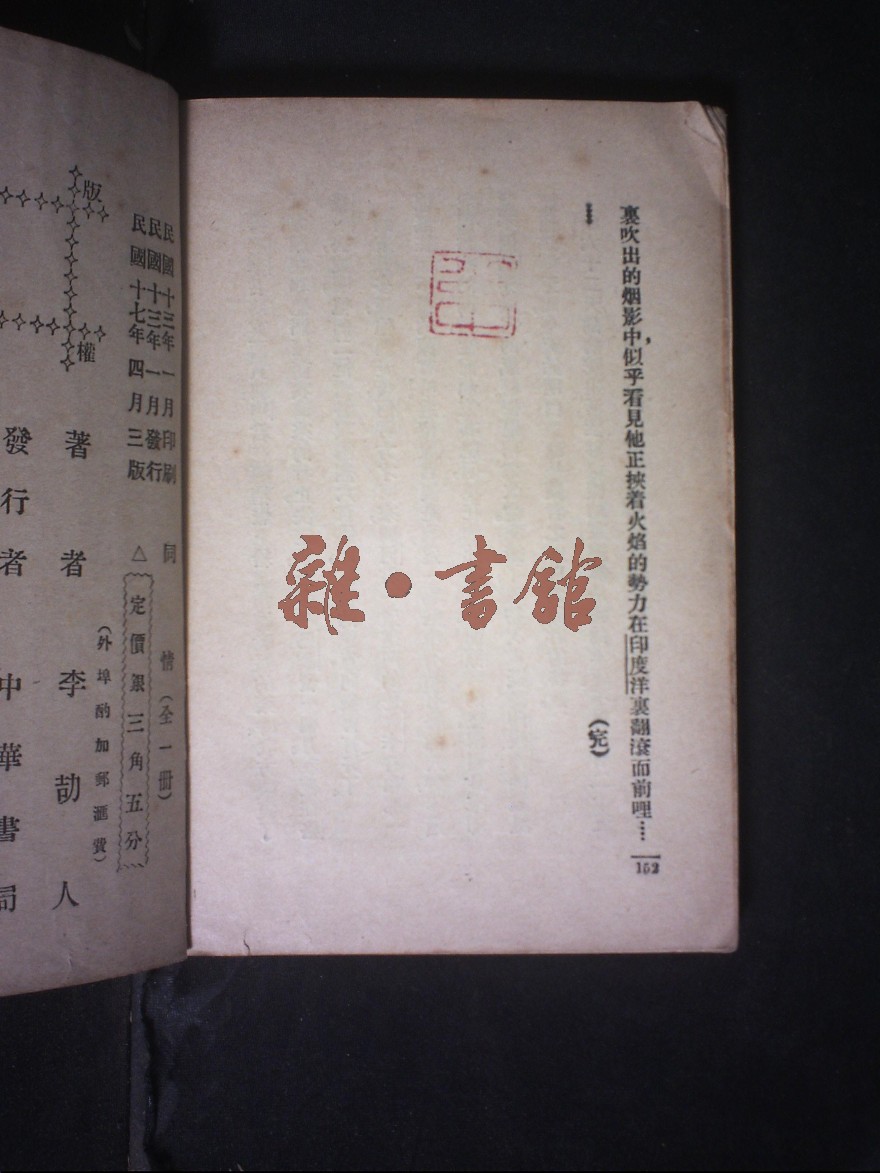 裏吹出的烟影中，似乎看見他正挾着火焰的勢力在印度洋裏翻滾而前哩……
……
（完）
152
雜•書館
民國十三年一月印刷
民國十三年一月發行
民國十七年四月三版
同情（全一冊）
△定價銀三角五分
（外埠酌加郵滙費）
版權
著者 李劼人
發行者 中華書局